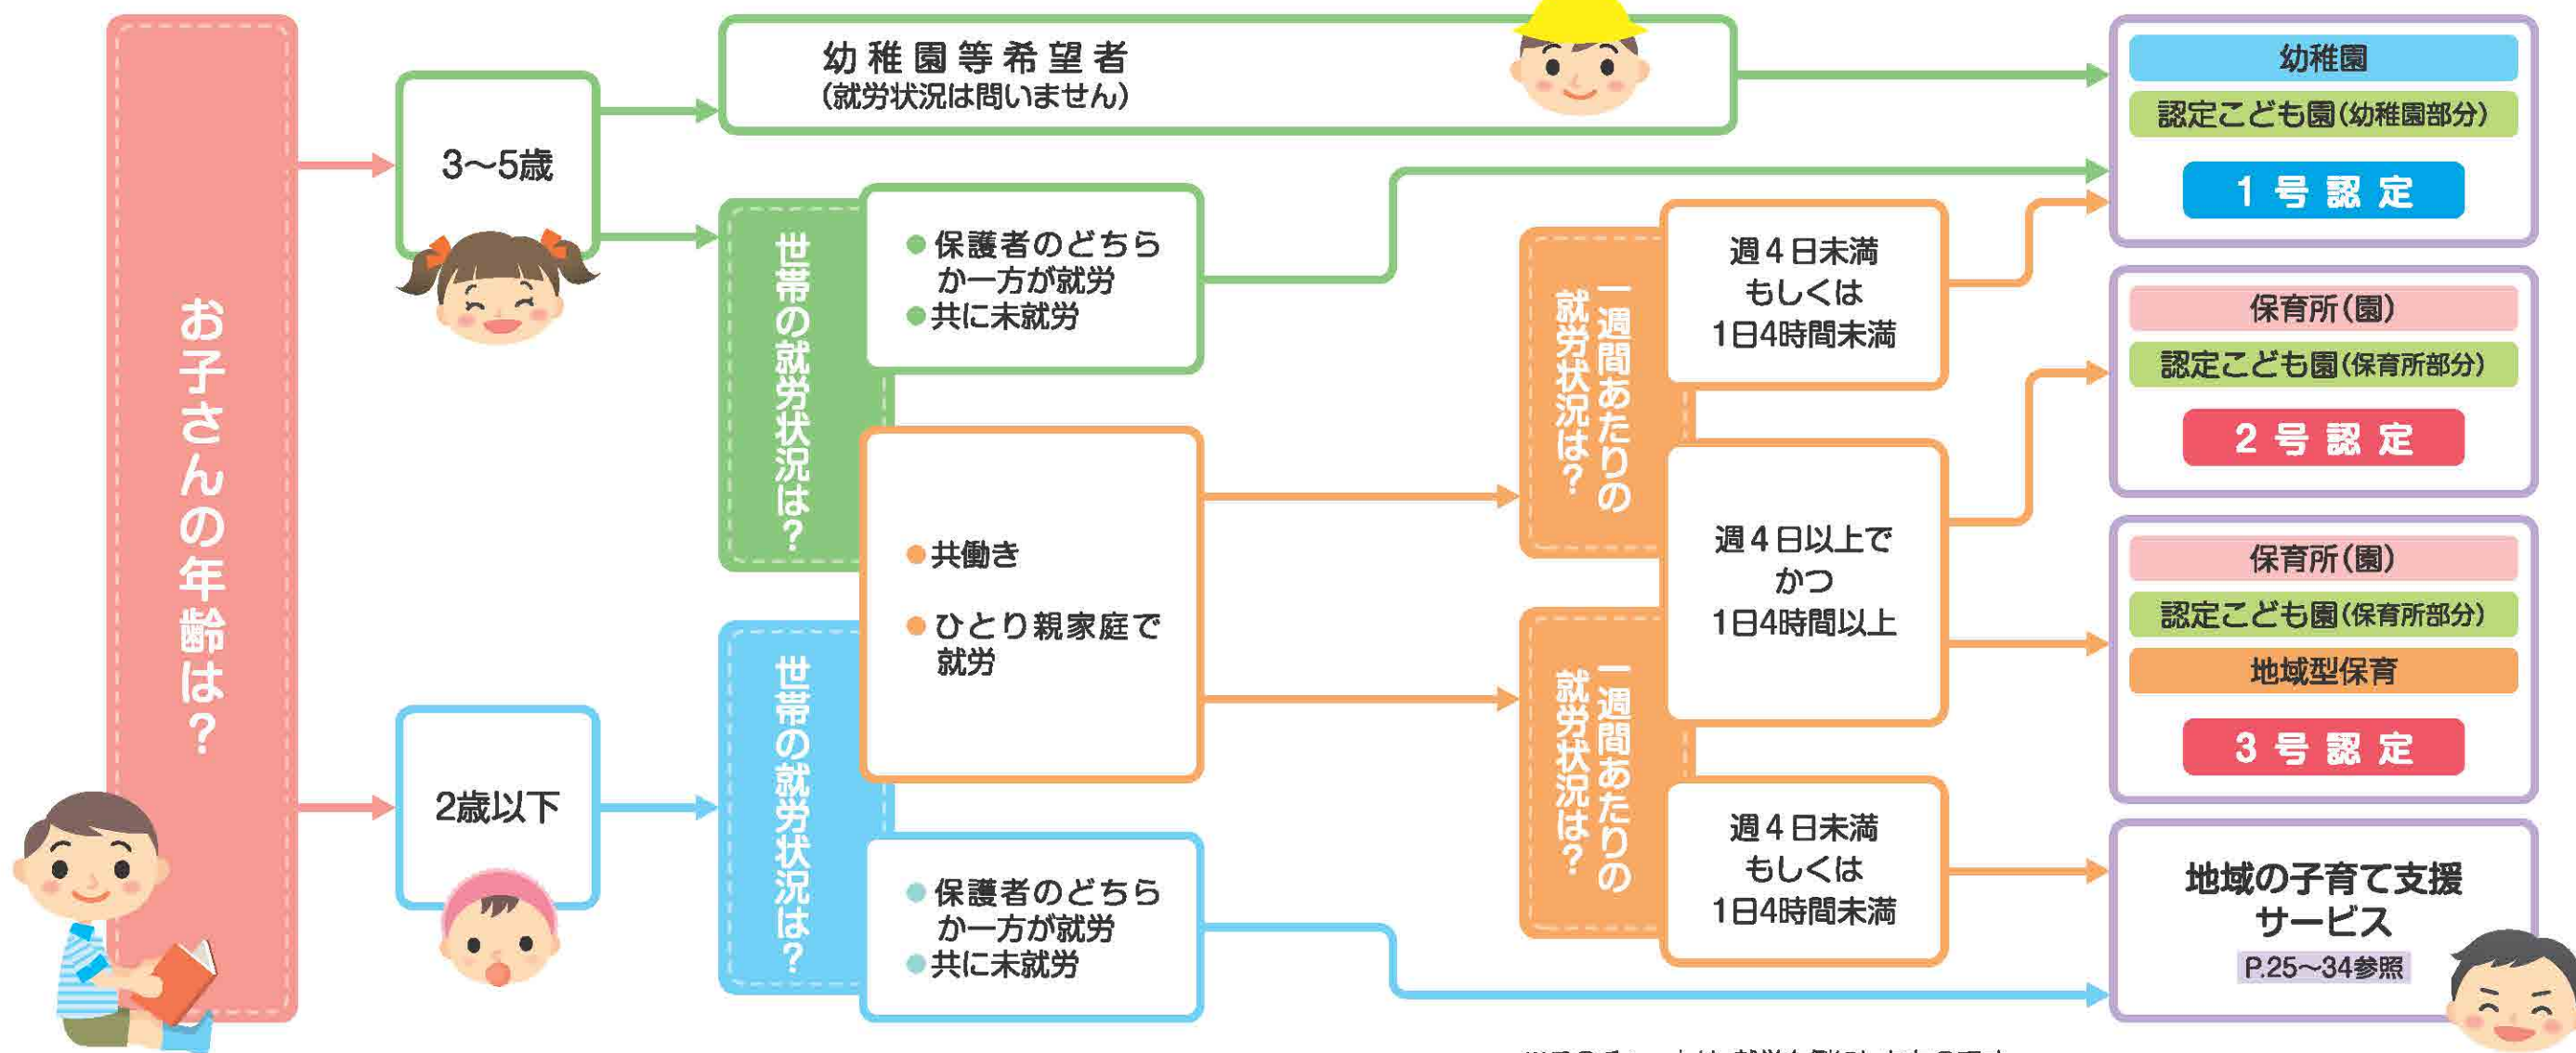 お子さんの年齢は？
3～5歳
2歳以下
幼稚園等希望者
（就労状況は問いません）
世帯の就労状況は？
●保護者のどちら
か一方が就労
●共に未就労
●共働き
●ひとり親家庭で
就労
世帯の就労状況は？
●保護者のどちら
か一方が就労
●共に未就労
一週間あたりの
就労状況は？
週４日未満
もしくは
1日4時間未満
週４日以上で
かつ
1日4時間以上
一週間あたりの
就労状況は？
週４日未満
もしくは
1日4時間未満
幼稚園
認定こども園（幼稚園部分）
1号認定
保育所（園）
認定こども園（保育所部分）
2号認定
保育所（園）
認定こども園（保育所部分）
地域型保育
3号認定
地域の子育て支援
サービス
P.25～34参照